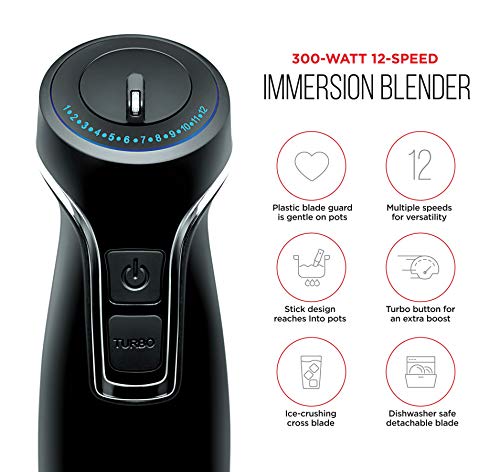 300-WATT 12-SPEED
IMMERSION BLENDER
1•2•3•4•5•6•7•8•9•10•11•12
TURBO
12
Plastic blade guard
is gentle on pots
Multiple speeds
for versatility
Stick design
reaches Into pots
Turbo button for
an extra boost
Ice-crushing
cross blade
Dishwasher safe
detachable blade